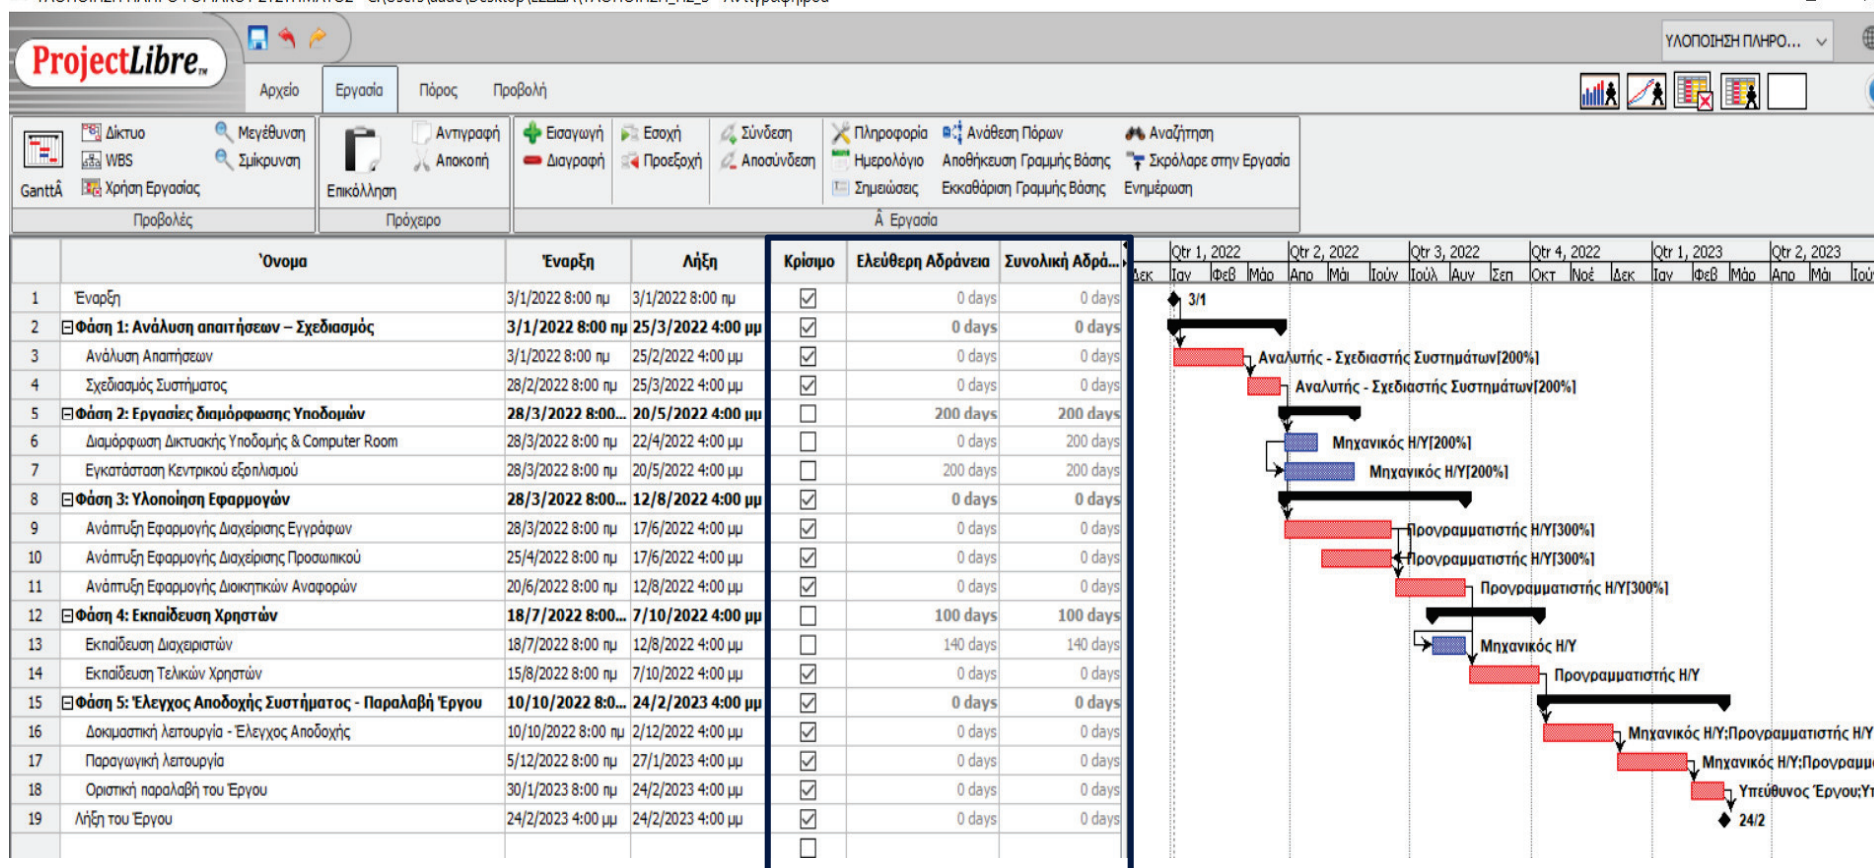 ProjectLibre TM
ΥΛΟΠΟΙΗΣΗ ΠΛΗΡΟ...
Αρχείο Εργασία Πόρος Προβολή
Δίκτυο Μεγέθυνση Αντιγραφή Εισαγωγή Εσοχή Σύνδεση Πληροφορία Ανάθεση Πόρων Αναζήτηση
WBS Σμίκρυνση Αποκοπή Διαγραφή Προεξοχή Αποσύνδεση Ημερολόγιο Αποθήκευση Γραμμής Βάσης Σκρόλαρε στην Εργασία
GanttÂ Χρήση Εργασίας Επικόλληση Σημειώσεις Εκκαθάριση Γραμμής Βάσης Ενημέρωση
Προβολές Πρόχειρο Â Εργασία
Όνομα Έναρξη Λήξη Κρίσιμο Ελεύθερη Αδράνεια Συνολική Αδρά...
Qtr 1, 2022 Qtr 2, 2022 Qtr 3, 2022 Qtr 4, 2022 Qtr 1, 2023 Qtr 2, 2023
Δεκ Ιαν Φεβ Μάρ Απρ Μάι Ιούν Ιούλ Αυγ Σεπ Οκτ Νοέ Δεκ Ιαν Φεβ Μάρ Απρ Μάι
1 Έναρξη 3/1/2022 8:00 πμ 3/1/2022 8:00 πμ 0 days 0 days 3/1
2 Φάση 1: Ανάλυση απαιτήσεων – Σχεδιασμός 3/1/2022 8:00 πμ 25/3/2022 4:00 μμ 0 days 0 days
3 Ανάλυση Απαιτήσεων 3/1/2022 8:00 πμ 25/2/2022 4:00 μμ 0 days 0 days Αναλυτής - Σχεδιαστής Συστημάτων[200%]
4 Σχεδιασμός Συστήματος 28/2/2022 8:00 πμ 25/3/2022 4:00 μμ 0 days 0 days Αναλυτής - Σχεδιαστής Συστημάτων[200%]
5 Φάση 2: Εργασίες διαμόρφωσης Υποδομών 28/3/2022 8:00... 20/5/2022 4:00 μμ 200 days 200 days
6 Διαμόρφωση Δικτυακής Υποδομής & Computer Room 28/3/2022 8:00 πμ 22/4/2022 4:00 μμ 0 days 200 days Μηχανικός Η/Υ[200%]
7 Εγκατάσταση Κεντρικού εξοπλισμού 28/3/2022 8:00 πμ 20/5/2022 4:00 μμ 200 days 200 days Μηχανικός Η/Υ[200%]
8 Φάση 3: Υλοποίηση Εφαρμογών 28/3/2022 8:00... 12/8/2022 4:00 μμ 0 days 0 days
9 Ανάπτυξη Εφαρμογής Διαχείρισης Εγγράφων 28/3/2022 8:00 πμ 17/6/2022 4:00 μμ 0 days 0 days Προγραμματιστής Η/Υ[300%]
10 Ανάπτυξη Εφαρμογής Διαχείρισης Προσωπικού 25/4/2022 8:00 πμ 17/6/2022 4:00 μμ 0 days 0 days Προγραμματιστής Η/Υ[300%]
11 Ανάπτυξη Εφαρμογής Διοικητικών Αναφορών 20/6/2022 8:00 πμ 12/8/2022 4:00 μμ 0 days 0 days Προγραμματιστής Η/Υ[300%]
12 Φάση 4: Εκπαίδευση Χρηστών 18/7/2022 8:00... 7/10/2022 4:00 μμ 100 days 100 days
13 Εκπαίδευση Διαχειριστών 18/7/2022 8:00 πμ 12/8/2022 4:00 μμ 140 days 140 days Μηχανικός Η/Υ
14 Εκπαίδευση Τελικών Χρηστών 15/8/2022 8:00 πμ 7/10/2022 4:00 μμ 0 days 0 days Προγραμματιστής Η/Υ
15 Φάση 5: Έλεγχος Αποδοχής Συστήματος - Παραλαβή Έργου 10/10/2022 8:0... 24/2/2023 4:00 μμ 0 days 0 days
16 Δοκιμαστική λειτουργία - Έλεγχος Αποδοχής 10/10/2022 8:00 πμ 2/12/2022 4:00 μμ 0 days 0 days Μηχανικός Η/Υ;Προγραμματιστής Η/Υ
17 Παραγωγική λειτουργία 5/12/2022 8:00 πμ 27/1/2023 4:00 μμ 0 days 0 days Μηχανικός Η/Υ;Προγραμμ
18 Οριστική παραλαβή του Έργου 30/1/2023 8:00 πμ 24/2/2023 4:00 μμ 0 days 0 days Υπεύθυνος Έργου;Υπ
19 Λήξη του Έργου 24/2/2023 4:00 μμ 24/2/2023 4:00 μμ 0 days 0 days 24/2